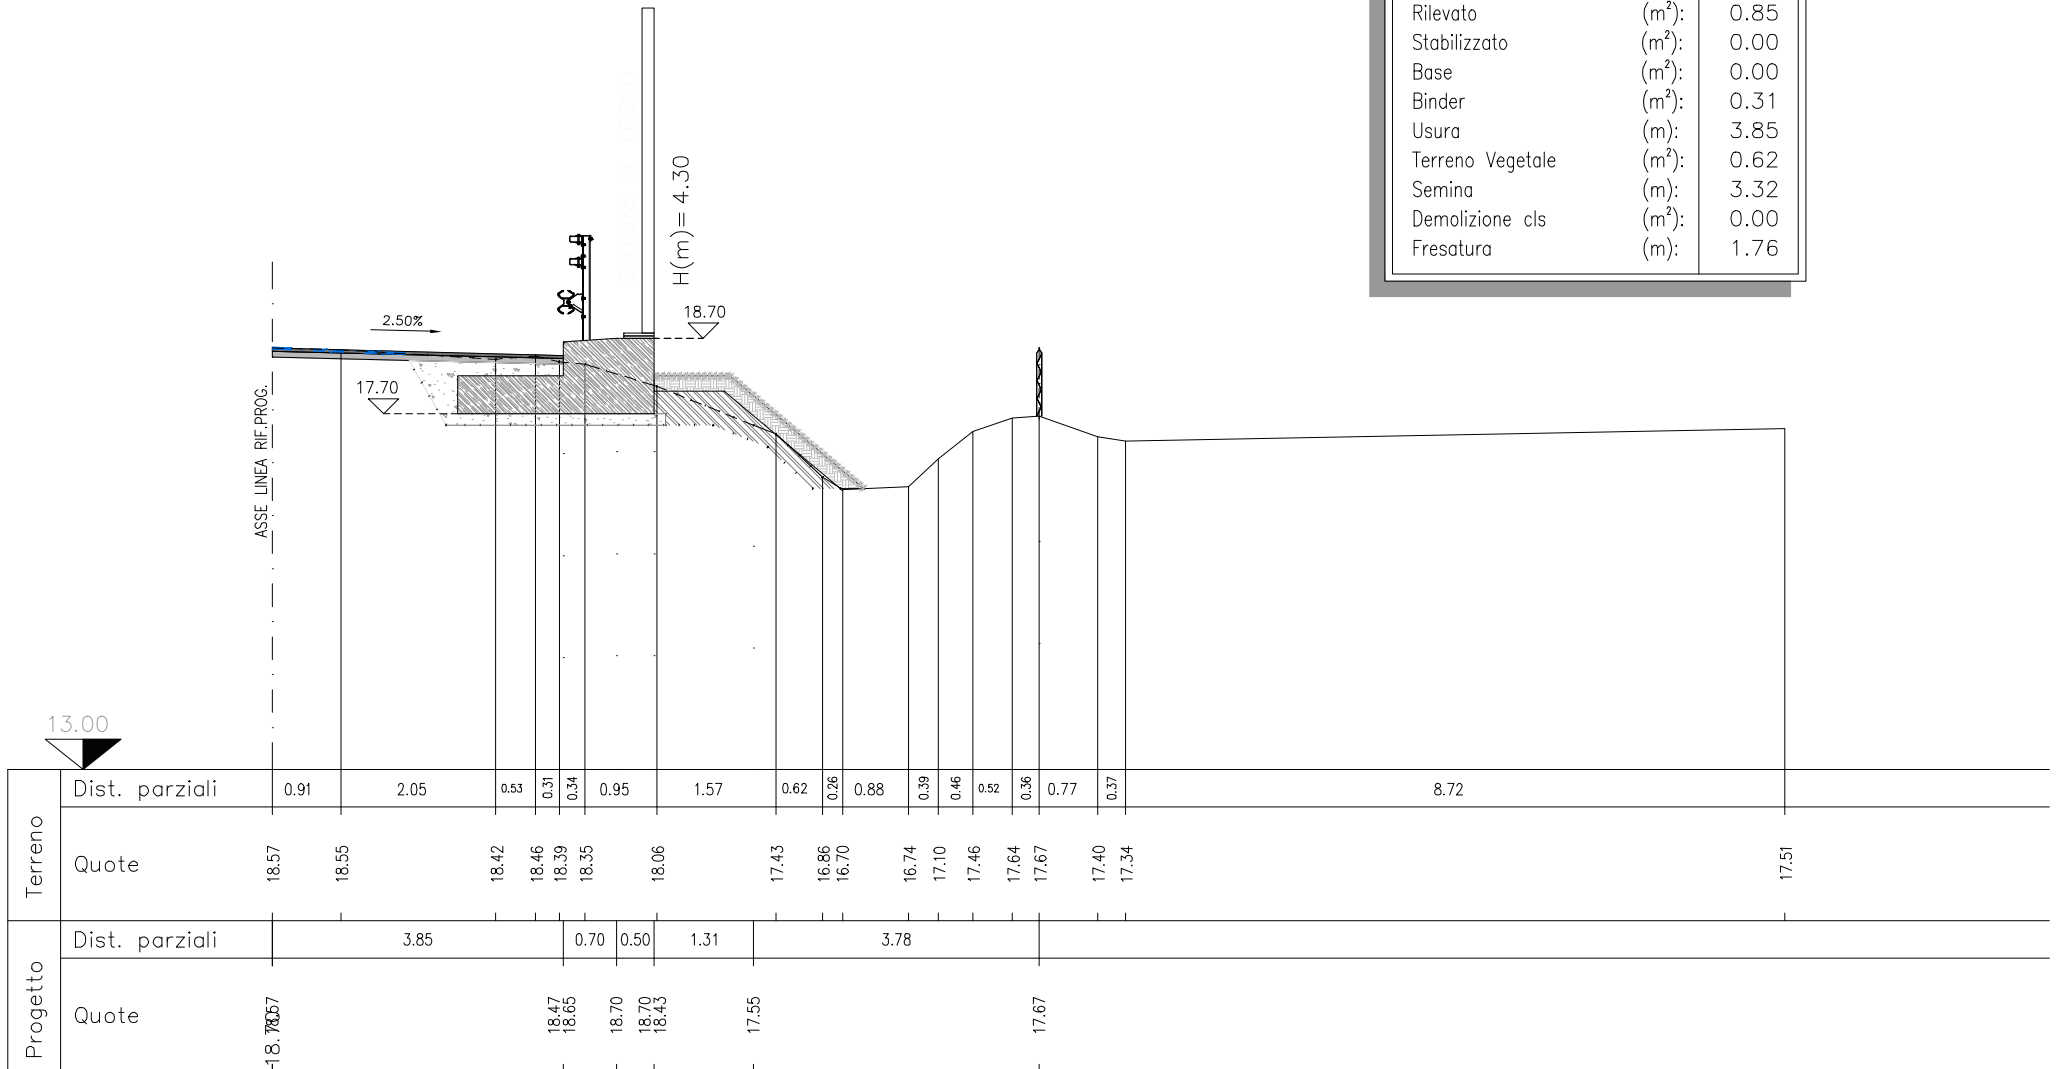 Rilevato (m²): 0.85
Stabilizzato (m²): 0.00
Base (m²): 0.00
Binder (m²): 0.31
Usura (m): 3.85
Terreno Vegetale (m²): 0.62
Semina (m): 3.32
Demolizione cls (m²): 0.00
Fresatura (m): 1.76
H(m)= 4.30
18.70
2.50%
17.70
ASSE LINEA RIF.PROG.
13.00
Terreno
Dist. parziali 0.91 2.05 0.53 0.31 0.34 0.95 1.57 0.62 0.26 0.88 0.39 0.46 0.52 0.36 0.77 0.37 8.72
Quote 18.57 18.55 18.42 18.46 18.39 18.35 18.06 17.43 16.86 16.70 16.74 17.10 17.46 17.64 17.67 17.40 17.34 17.51
Progetto
Dist. parziali 3.85 0.70 0.50 1.31 3.78
Quote 18.47 18.65 18.70 18.70 18.43 17.55 17.67